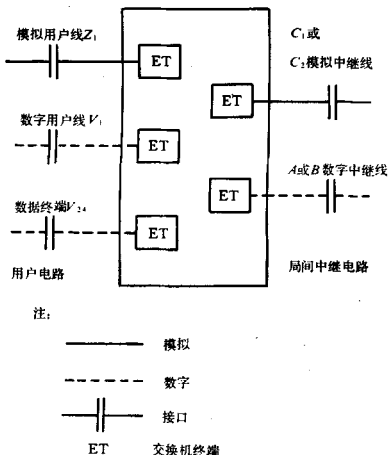 模拟用户线Z₁
ET
C₁或
C₂模拟中继线
ET
数字用户线V₁
ET
A或B数字中继线
ET
数据终端V₂₄
ET
用户电路
局间中继电路
注：
模拟
数字
接口
ET 交换机终端